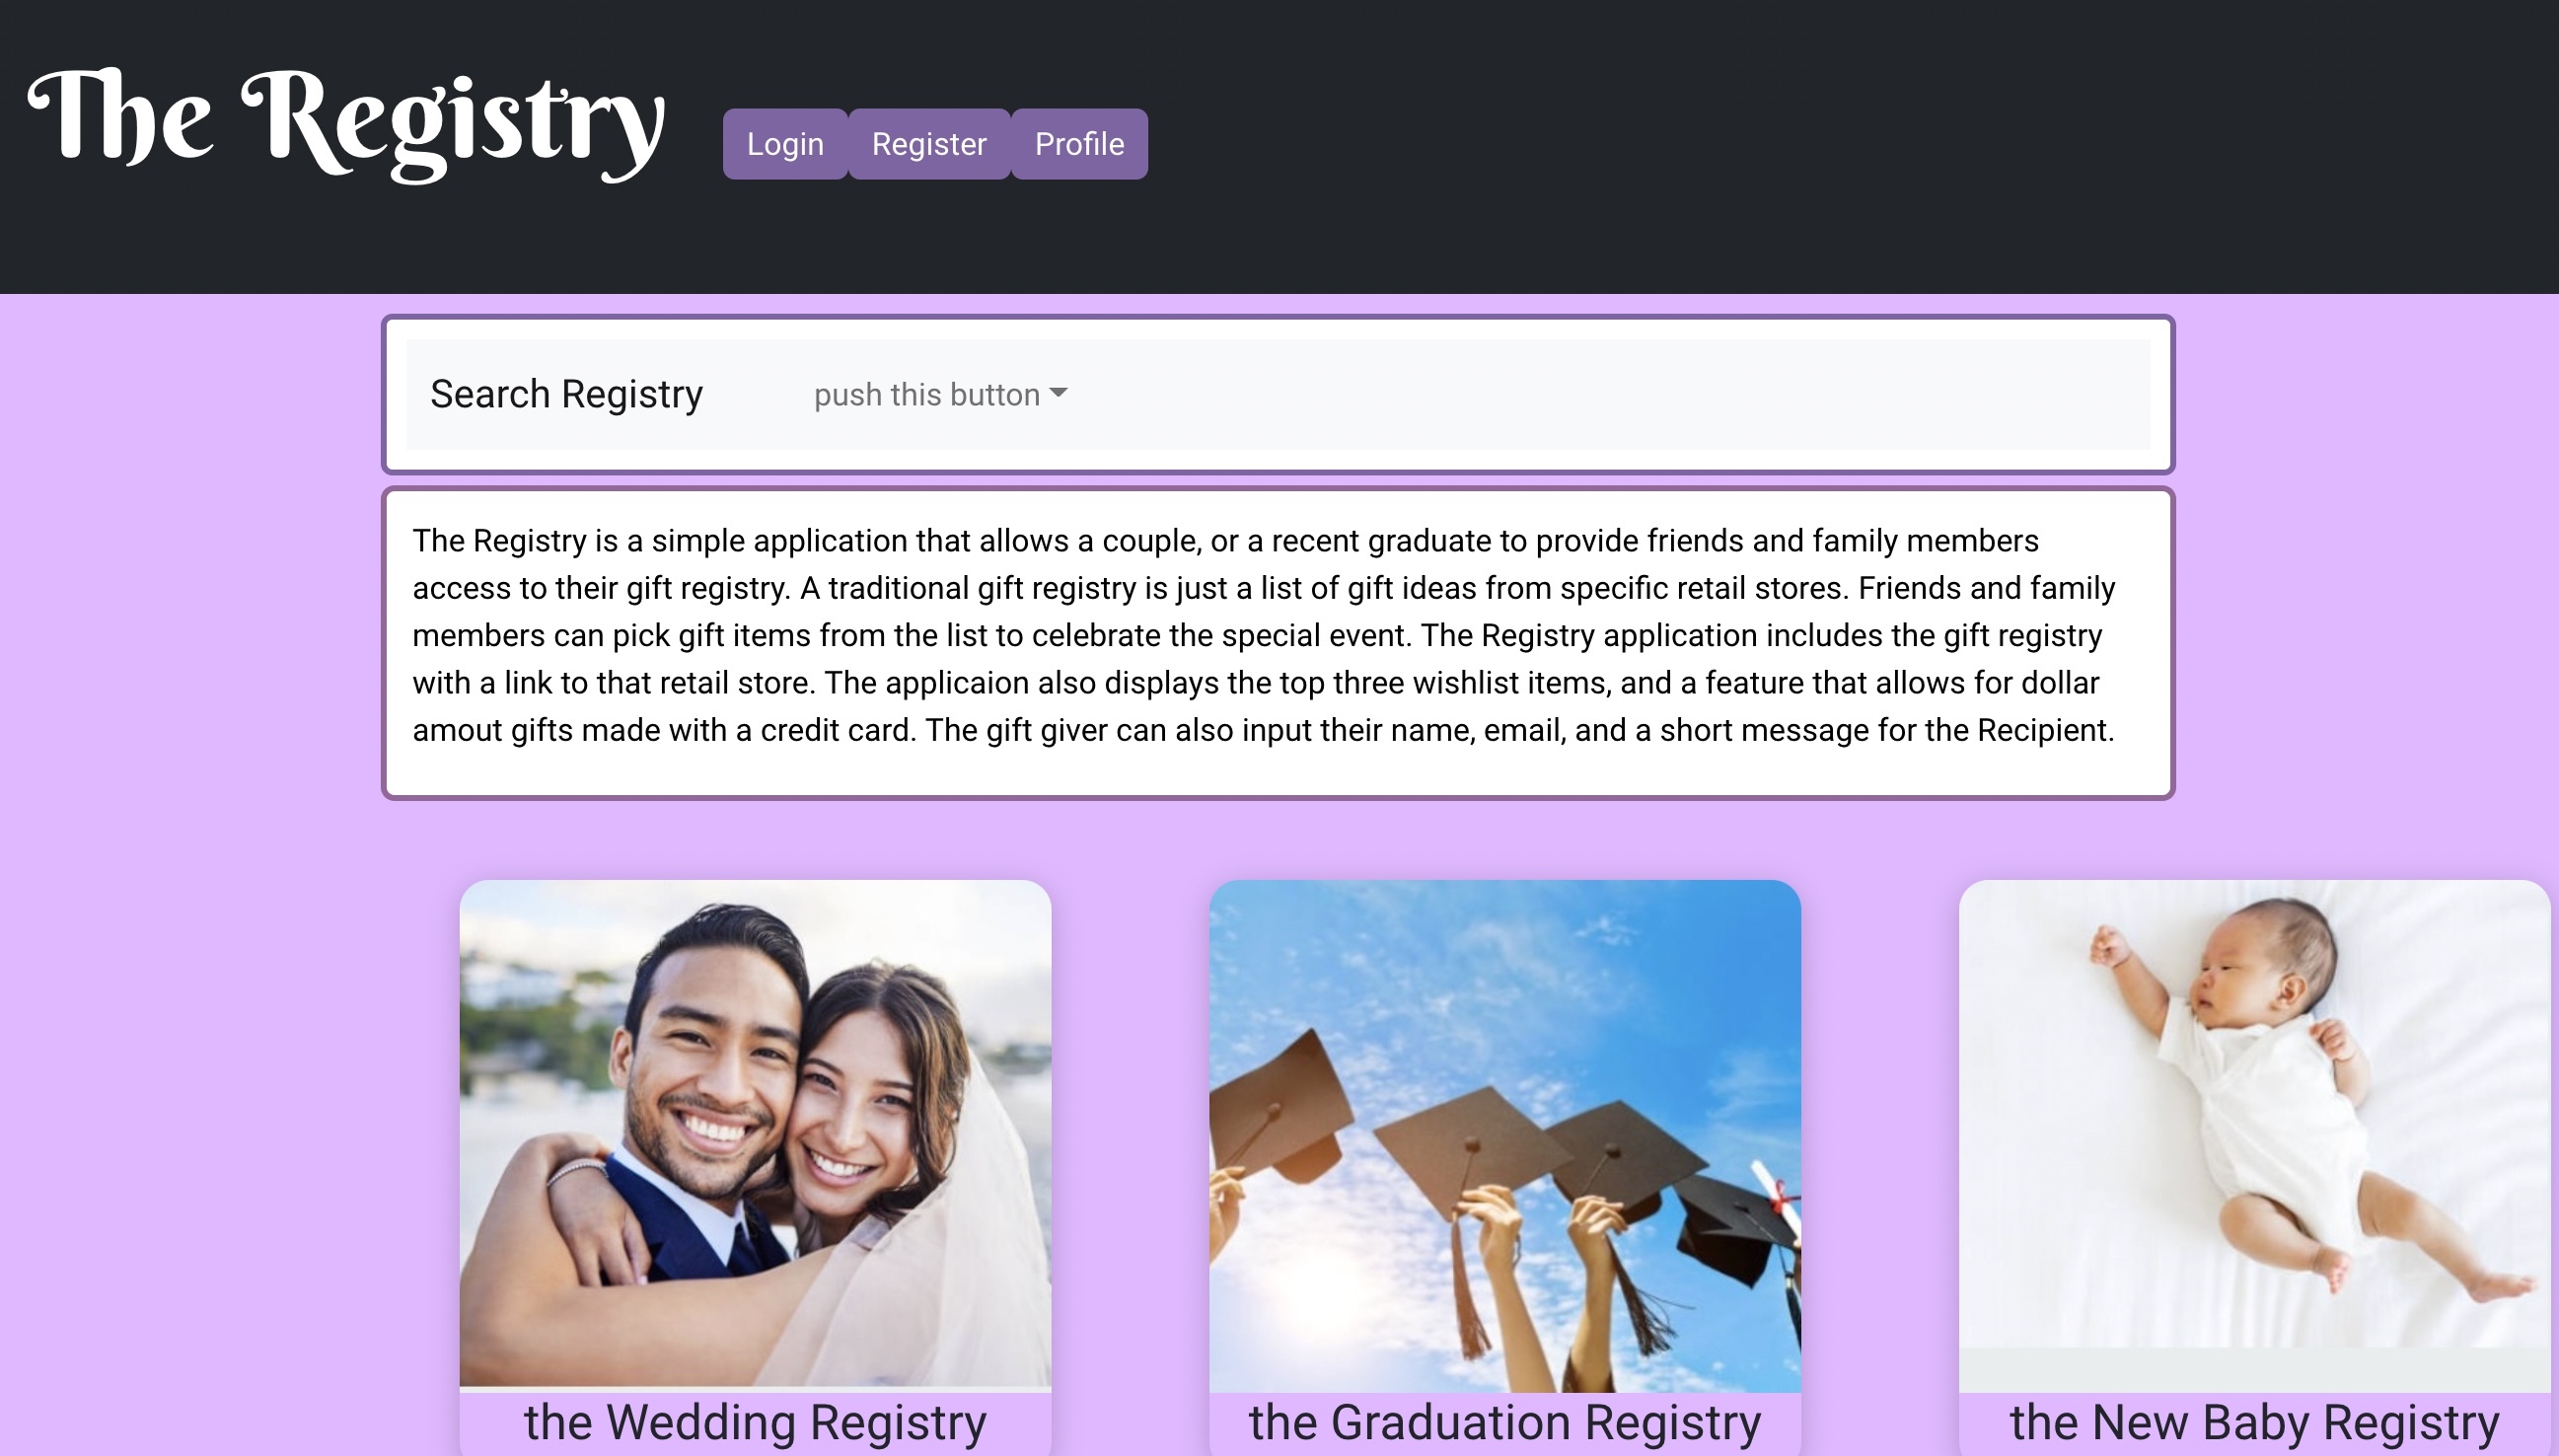 The Registry
Login Register Profile
Search Registry push this button
The Registry is a simple application that allows a couple, or a recent graduate to provide friends and family members
access to their gift registry. A traditional gift registry is just a list of gift ideas from specific retail stores. Friends and family
members can pick gift items from the list to celebrate the special event. The Registry application includes the gift registry
with a link to that retail store. The applicaion also displays the top three wishlist items, and a feature that allows for dollar
amout gifts made with a credit card. The gift giver can also input their name, email, and a short message for the Recipient.
the Wedding Registry
the Graduation Registry
the New Baby Registry